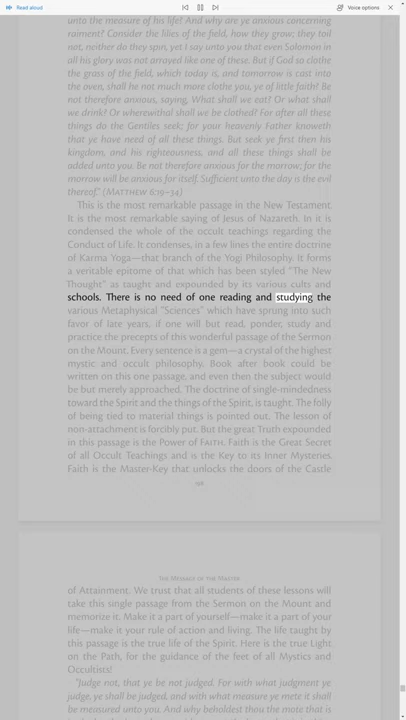 Read aloud
Voice options
unto the measure of his life! And why are ye anxious concerning
raiment? Consider the lilies of the field, how they grow; they toil
not, neither do they spin, yet I say unto you that even Solomon in
all his glory was not arrayed like one of these. But if God so clothe
the grass of the field, which today is, and tomorrow is cast into
the oven, shall he not much more clothe you, ye of little faith? Be
not therefore anxious, saying, What shall we eat? Or what shall
we drink? Or wherewithal shall we be clothed? For after all these
things do the Gentiles seek; for your heavenly Father knoweth
that ye have need of all these things. But seek ye first then his
kingdom, and his righteousness, and all these things shall be
added unto you. Be not therefore anxious for the morrow; for the
morrow will be anxious for itself. Sufficient unto the day is the evil
thereof." (MATTHEW 6:19–34)
This is the most remarkable passage in the New Testament.
It is the most remarkable saying of Jesus of Nazareth. In it is
condensed the whole of the occult teachings regarding the
Conduct of Life. It condenses, in a few lines the entire doctrine
of Karma Yoga—that branch of the Yogi Philosophy. It forms
a veritable epitome of that which has been styled "The New
Thought" as taught and expounded by its various cults and
schools. There is no need of one reading and studying the
various Metaphysical "Sciences" which have sprung into such
favor of late years, if one will but read, ponder, study and
practice the precepts of this wonderful passage of the Sermon
on the Mount. Every sentence is a gem—a crystal of the highest
mystic and occult philosophy. Book after book could be
written on this one passage, and even then the subject would
be but merely approached. The doctrine of single-mindedness
toward the Spirit and the things of the Spirit, is taught. The folly
of being tied to material things is pointed out. The lesson of
non-attachment is forcibly put. But the great Truth expounded
in this passage is the Power of FAITH. Faith is the Great Secret
of all Occult Teachings and is the Key to its Inner Mysteries.
Faith is the Master-Key that unlocks the doors of the Castle
THE MESSAGE OF THE MASTER
of Attainment. We trust that all students of these lessons will
take this single passage from the Sermon on the Mount and
memorize it. Make it a part of yourself—make it a part of your
life—make it your rule of action and living. The life taught by
this passage is the true life of the Spirit. Here is the true Light
on the Path, for the guidance of the feet of all Mystics and
Occultists!
"Judge not, that ye be not judged. For with what judgment ye
judge, ye shall be judged, and with what measure ye mete it shall
be measured unto you. And why beholdest thou the mote that is